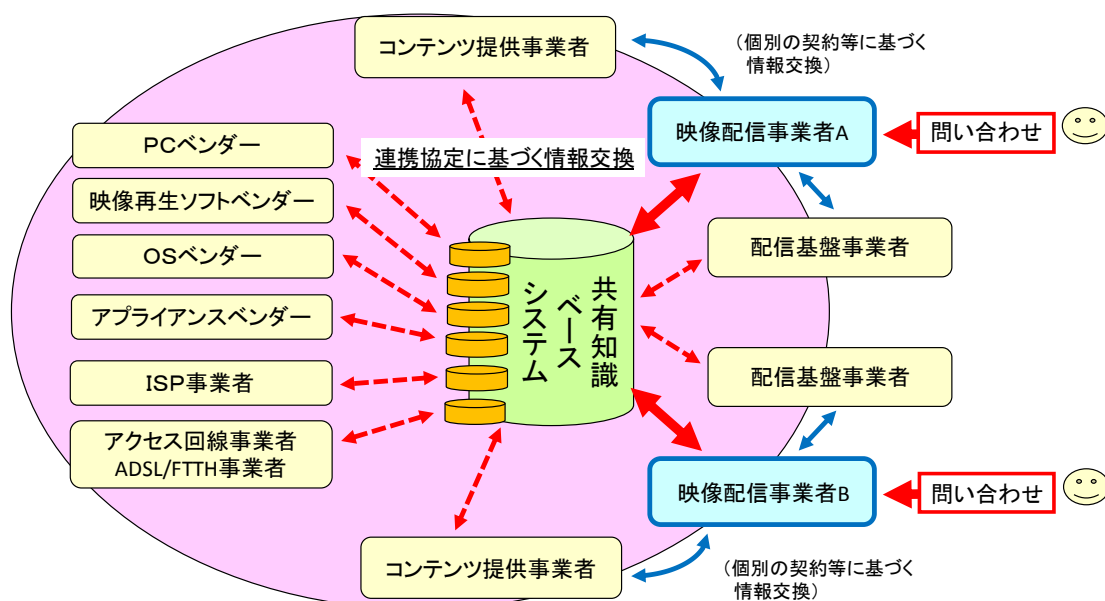 コンテンツ提供事業者
（個別の契約等に基づく
情報交換）
映像配信事業者A
問い合わせ
PCベンダー
連携協定に基づく情報交換
映像再生ソフトベンダー
OSベンダー
アプライアンスベンダー
ISP事業者
アクセス回線事業者
ADSL/FTTH事業者
共有知識
ベース
システム
配信基盤事業者
配信基盤事業者
映像配信事業者B
問い合わせ
コンテンツ提供事業者
（個別の契約等に基づく
情報交換）